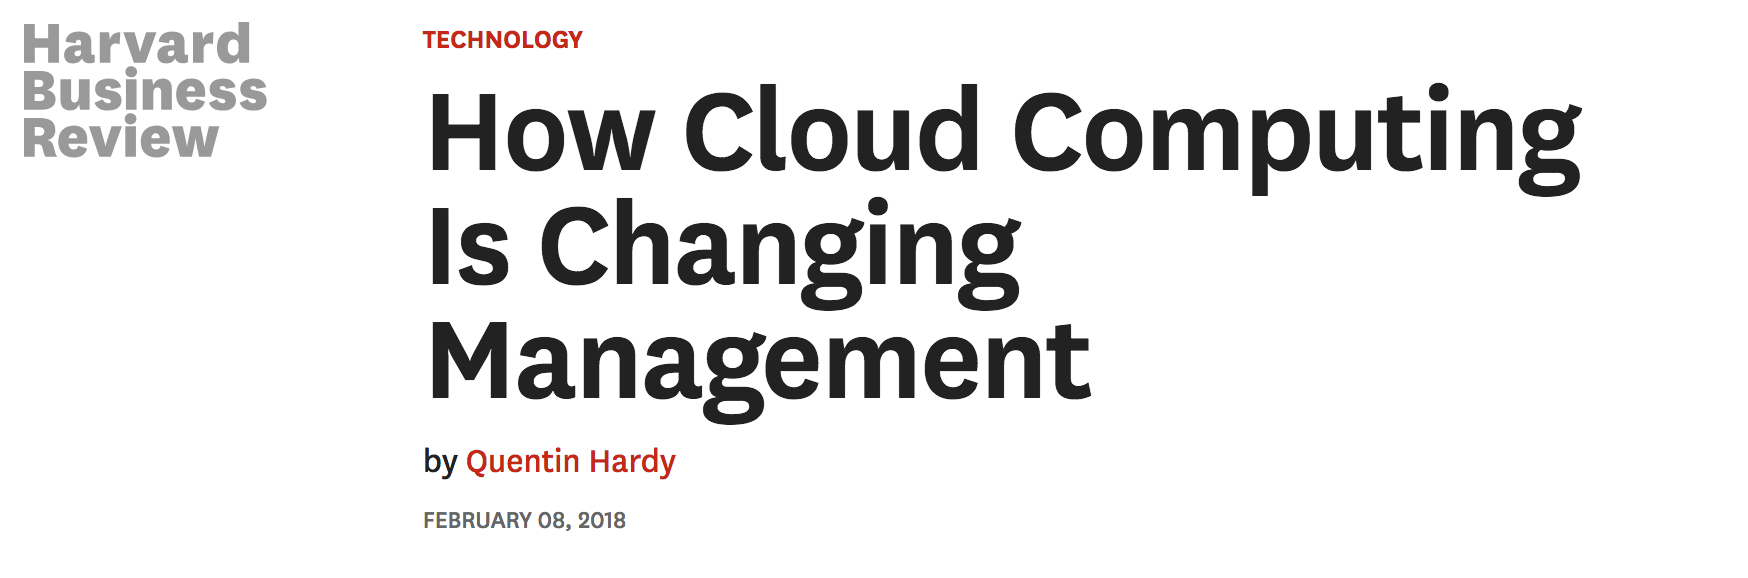 Harvard
Business
Review
TECHNOLOGY
How Cloud Computing
Is Changing
Management
by Quentin Hardy
FEBRUARY 08, 2018